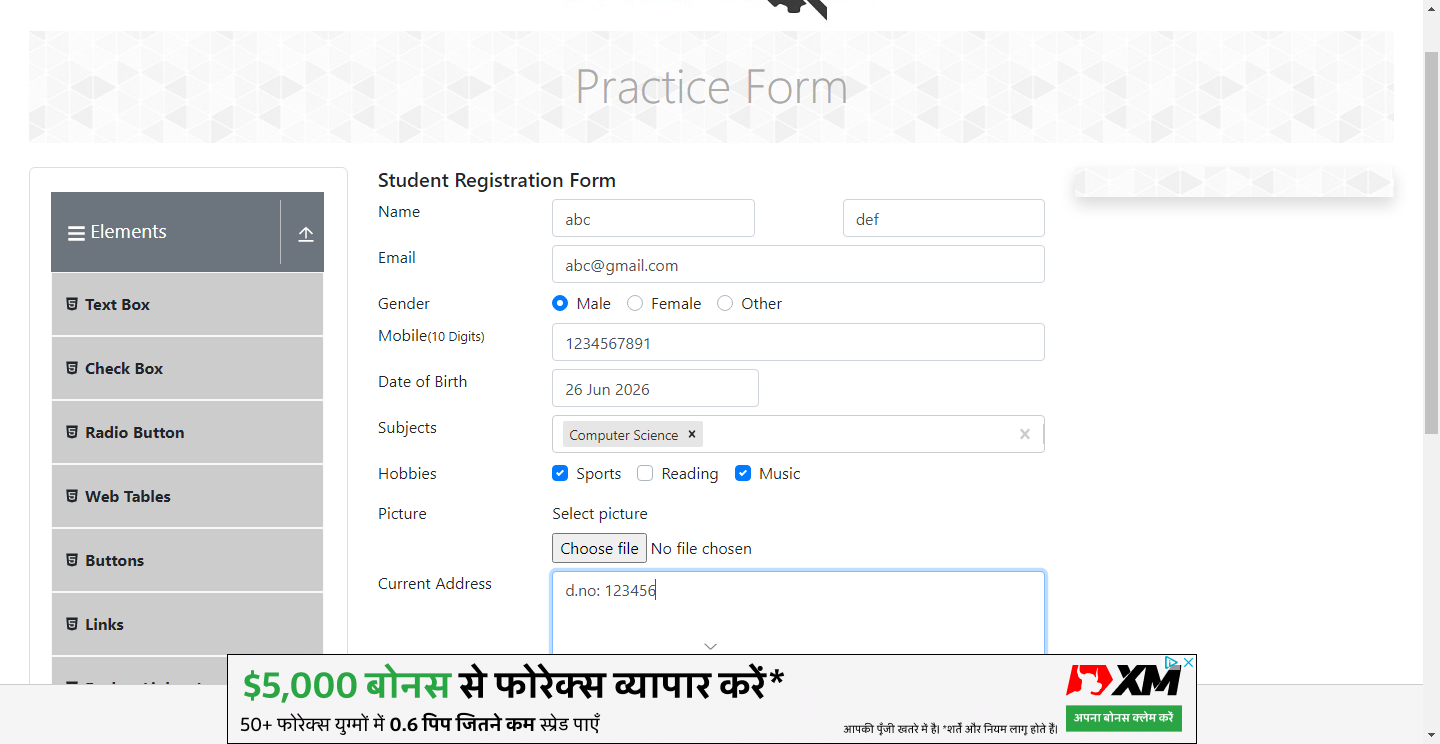 Practice Form
Elements
Text Box
Check Box
Radio Button
Web Tables
Buttons
Links
Student Registration Form
Name abc def
Email abc@gmail.com
Gender Male Female Other
Mobile(10 Digits) 1234567891
Date of Birth 26 Jun 2026
Subjects Computer Science
Hobbies Sports Reading Music
Picture Select picture
Choose file No file chosen
Current Address d.no: 123456
$5,000 बोनस से फोरेक्स व्यापार करें*
50+ फोरेक्स युग्मों में 0.6 पिप जितने कम स्प्रेड पाएँ
आपकी पूँजी खतरे में है। *शर्तें और नियम लागू होते हैं।
XM
अपना बोनस क्लेम करें